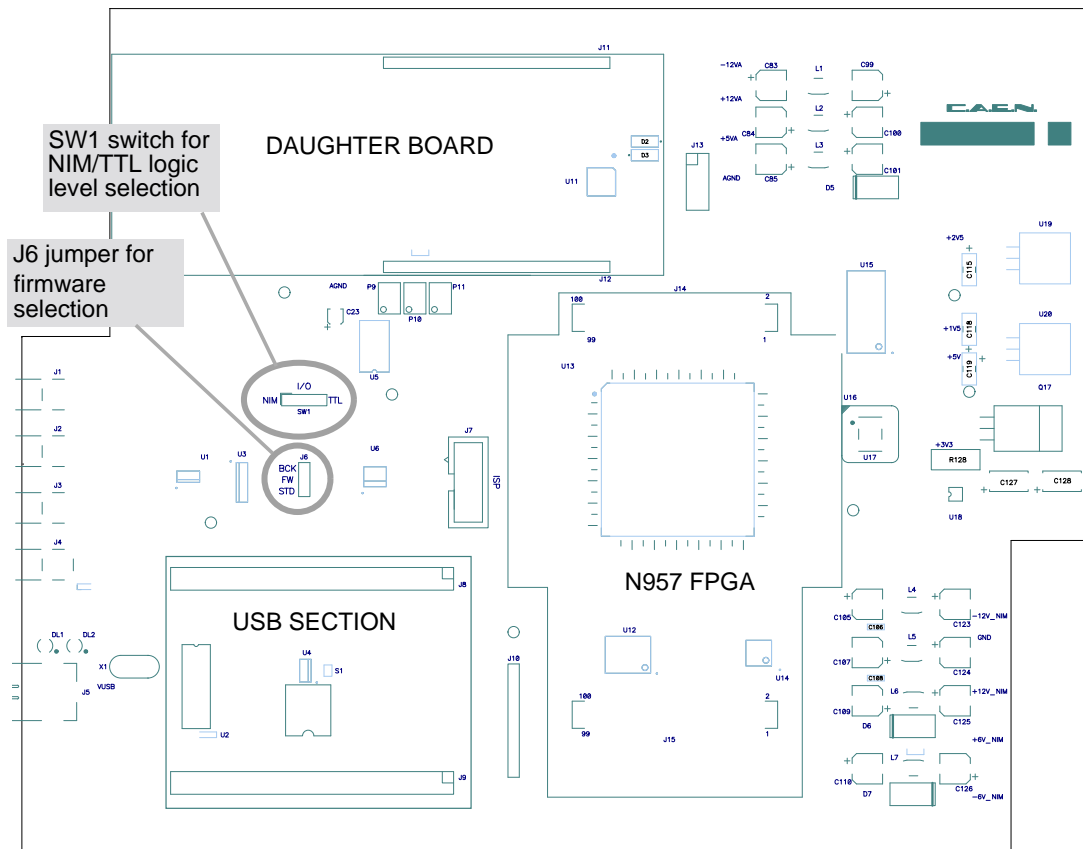 J11
-12VA
C83
L1
C99
+12VA
L2
C84
C100
+5VA
L3
C85
C101
AGND
D5
C.A.E.N.
SW1 switch for
NIM/TTL logic
level selection
DAUGHTER BOARD
D2
D3
J13
U11
J6 jumper for
firmware
selection
J12
U19
+2V5
C115
U15
AGND
P9
P11
P10
C23
J14
100
2
99
1
U5
U13
C118
+1V5
+5V
C119
U20
Q17
J1
I/O
NIM
TTL
SW1
U16
J2
U17
J7
ISP
U1
U3
J6
BCK
FW
STD
U6
+3V3
R128
C127
C128
U18
J3
J4
N957 FPGA
J8
USB SECTION
L4
C105
C106
C123
-12V_NIM
GND
L5
C107
C108
C124
L6
+12V_NIM
C109
D6
C125
+6V_NIM
L7
C110
D7
C126
-6V_NIM
DL1
DL2
X1
VUSB
J5
U4
S1
U2
J10
U12
U14
100
2
99
1
J15
J9